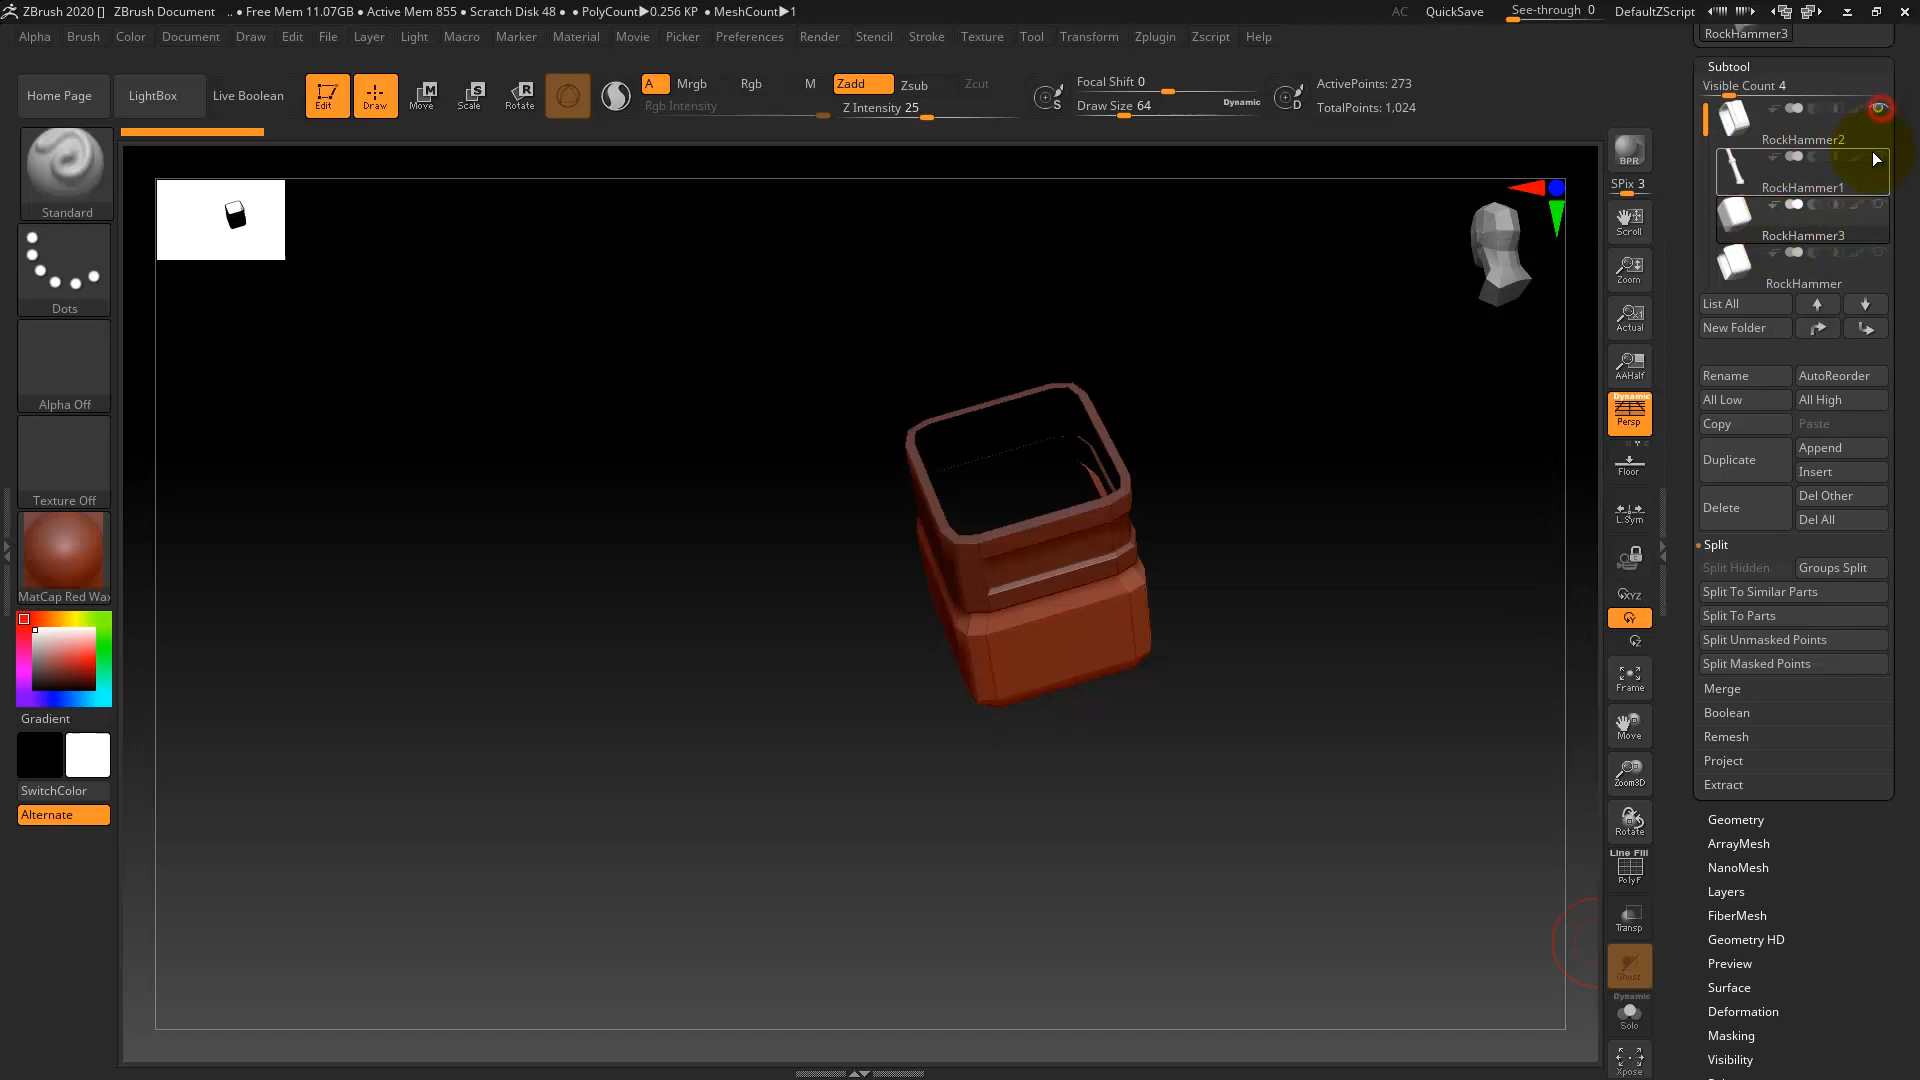 ZBrush 2020 [] ZBrush Document .. • Free Mem 11.07GB • Active Mem 855 • Scratch Disk 48 • • PolyCount▶0.256 KP • MeshCount▶1 AC QuickSave See-through 0 DefaultZScript
Alpha Brush Color Document Draw Edit File Layer Light Macro Marker Material Movie Picker Preferences Render Stencil Stroke Texture Tool Transform Zplugin Zscript Help
RockHammer3
Home Page LightBox Live Boolean Edit Draw Move Scale Rotate
A Mrgb Rgb M Zadd Zsub Zcut
Rgb Intensity Z Intensity 25
S Focal Shift 0
Draw Size 64 Dynamic D
ActivePoints: 273
TotalPoints: 1,024
Standard
Dots
Alpha Off
Texture Off
MatCap Red Wax
Gradient
SwitchColor
Alternate
BPR
SPix 3
Scroll
Zoom
Actual
AAHalf
Dynamic
Persp
Floor
L.Sym
XYZ
Y
Z
Frame
Move
Zoom3D
Rotate
Line Fill
PolyF
Transp
Ghost
Dynamic
Solo
Xpose
Subtool
Visible Count 4
RockHammer2
RockHammer1
RockHammer3
RockHammer
List All
New Folder
Rename AutoReorder
All Low All High
Copy Paste
Duplicate Append
Insert
Delete Del Other
Del All
Split
Split Hidden Groups Split
Split To Similar Parts
Split To Parts
Split Unmasked Points
Split Masked Points
Merge
Boolean
Remesh
Project
Extract
Geometry
ArrayMesh
NanoMesh
Layers
FiberMesh
Geometry HD
Preview
Surface
Deformation
Masking
Visibility